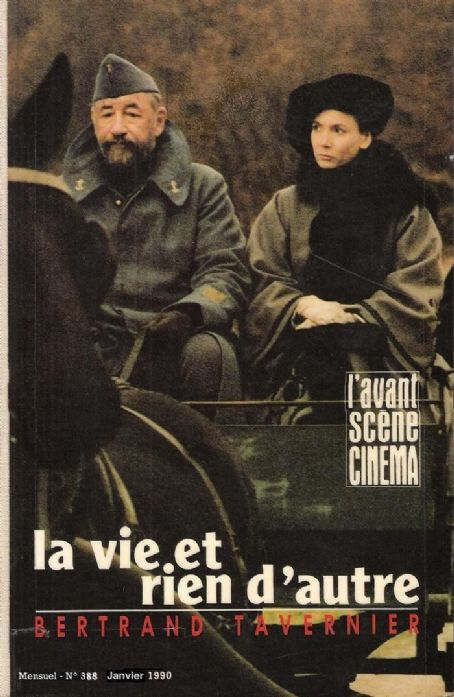 l'avant
scène
CINEMA
la vie et
rien d'autre
BERTRAND TAVERNIER
Mensuel - N° 388 Janvier 1990